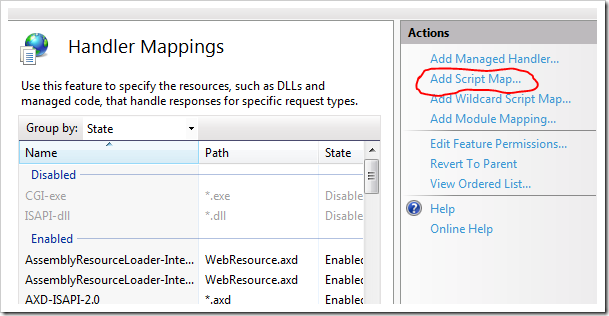 Handler Mappings
Use this feature to specify the resources, such as DLLs and
managed code, that handle responses for specific request types.
Group by: State
Name Path State
Disabled
CGI-exe *.exe Disable
ISAPI-dll *.dll Disable
Enabled
AssemblyResourceLoader-Inte... WebResource.axd Enabled
AssemblyResourceLoader-Inte... WebResource.axd Enabled
AXD-ISAPI-2.0 *.axd Enabled
Actions
Add Managed Handler...
Add Script Map...
Add Wildcard Script Map...
Add Module Mapping...
Edit Feature Permissions...
Revert To Parent
View Ordered List...
Help
Online Help